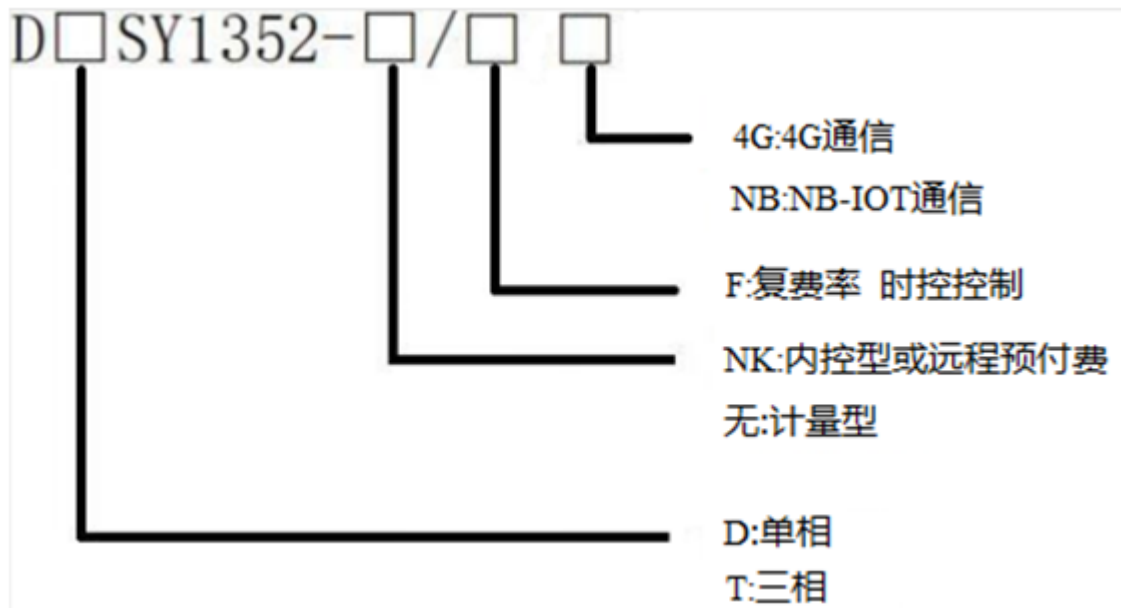 D□SY1352-□/□ □
4G:4G通信
NB:NB-IOT通信
F:复费率 时控控制
NK:内控型或远程预付费
无:计量型
D:单相
T:三相